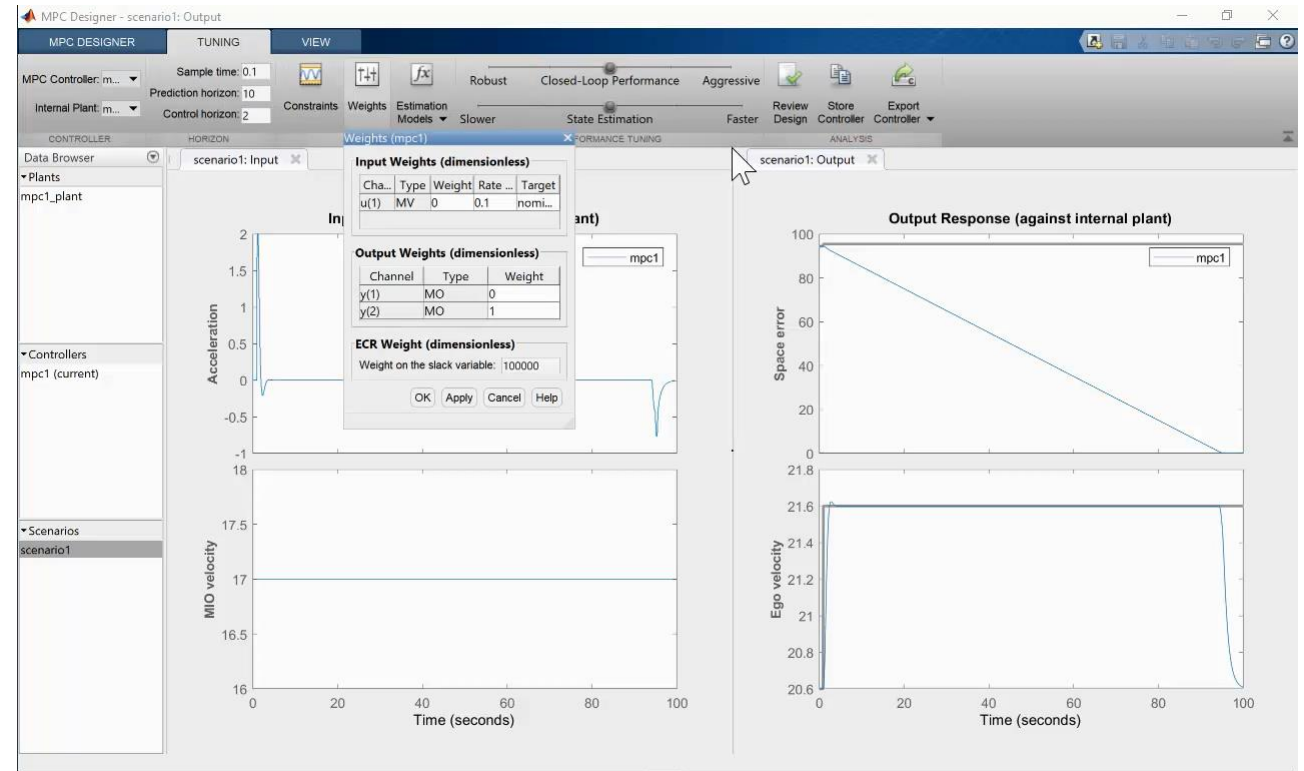 MPC Designer - scenario1: Output
MPC DESIGNER TUNING VIEW
MPC Controller: m...
Internal Plant: m...
CONTROLLER
Sample time: 0.1
Prediction horizon: 10
Control horizon: 2
HORIZON
Constraints
Weights
Estimation
Models
Robust Closed-Loop Performance Aggressive
Slower State Estimation Faster
FORMANCE TUNING
Review
Design
Store
Controller
Export
Controller
ANALYSIS
Data Browser
Plants
mpc1_plant
Controllers
mpc1 (current)
Scenarios
scenario1
scenario1: Input
In
ant)
mpc1
Acceleration
2
1.5
1
0.5
0
-0.5
-1
MIO velocity
18
17.5
17
16.5
16
0 20 40 60 80 100
Time (seconds)
Weights (mpc1)
Input Weights (dimensionless)
Cha... Type Weight Rate ... Target
u(1) MV 0 0.1 nomi...
Output Weights (dimensionless)
Channel Type Weight
y(1) MO 0
y(2) MO 1
ECR Weight (dimensionless)
Weight on the slack variable: 100000
OK Apply Cancel Help
scenario1: Output
Output Response (against internal plant)
mpc1
Space error
100
80
60
40
20
0
Ego velocity
21.8
21.6
21.4
21.2
21
20.8
20.6
0 20 40 60 80 100
Time (seconds)